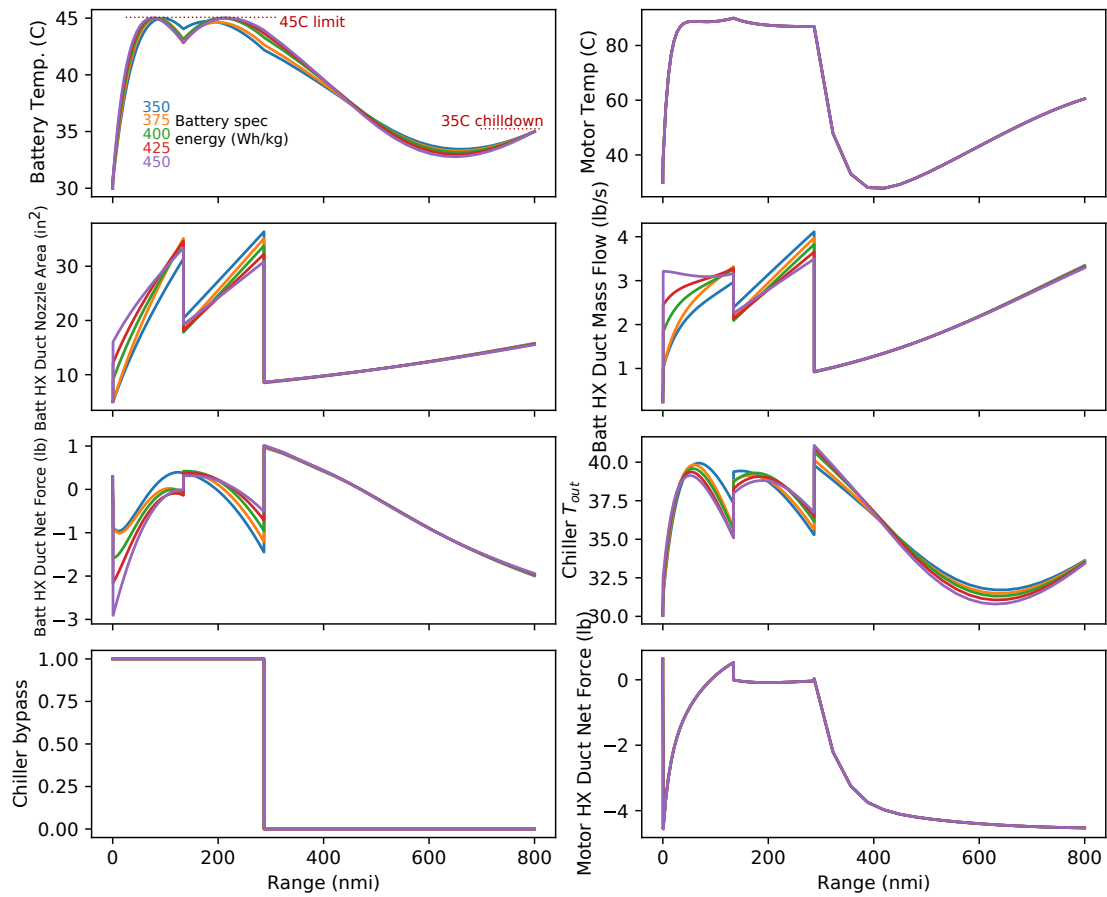 45
40
35
30
Battery Temp. (C)
45C limit
350
375
400
425
450
Battery spec
energy (Wh/kg)
35C chilldown
80
60
40
Motor Temp (C)
30
20
10
Batt HX Duct Nozzle Area (in²)
4
3
2
1
Batt HX Duct Mass Flow (lb/s)
1
0
−1
−2
−3
Batt HX Duct Net Force (lb)
40.0
37.5
35.0
32.5
30.0
Chiller T_out
1.00
0.75
0.50
0.25
0.00
Chiller bypass
0 200 400 600 800
Range (nmi)
0
−2
−4
Motor HX Duct Net Force (lb)
0 200 400 600 800
Range (nmi)